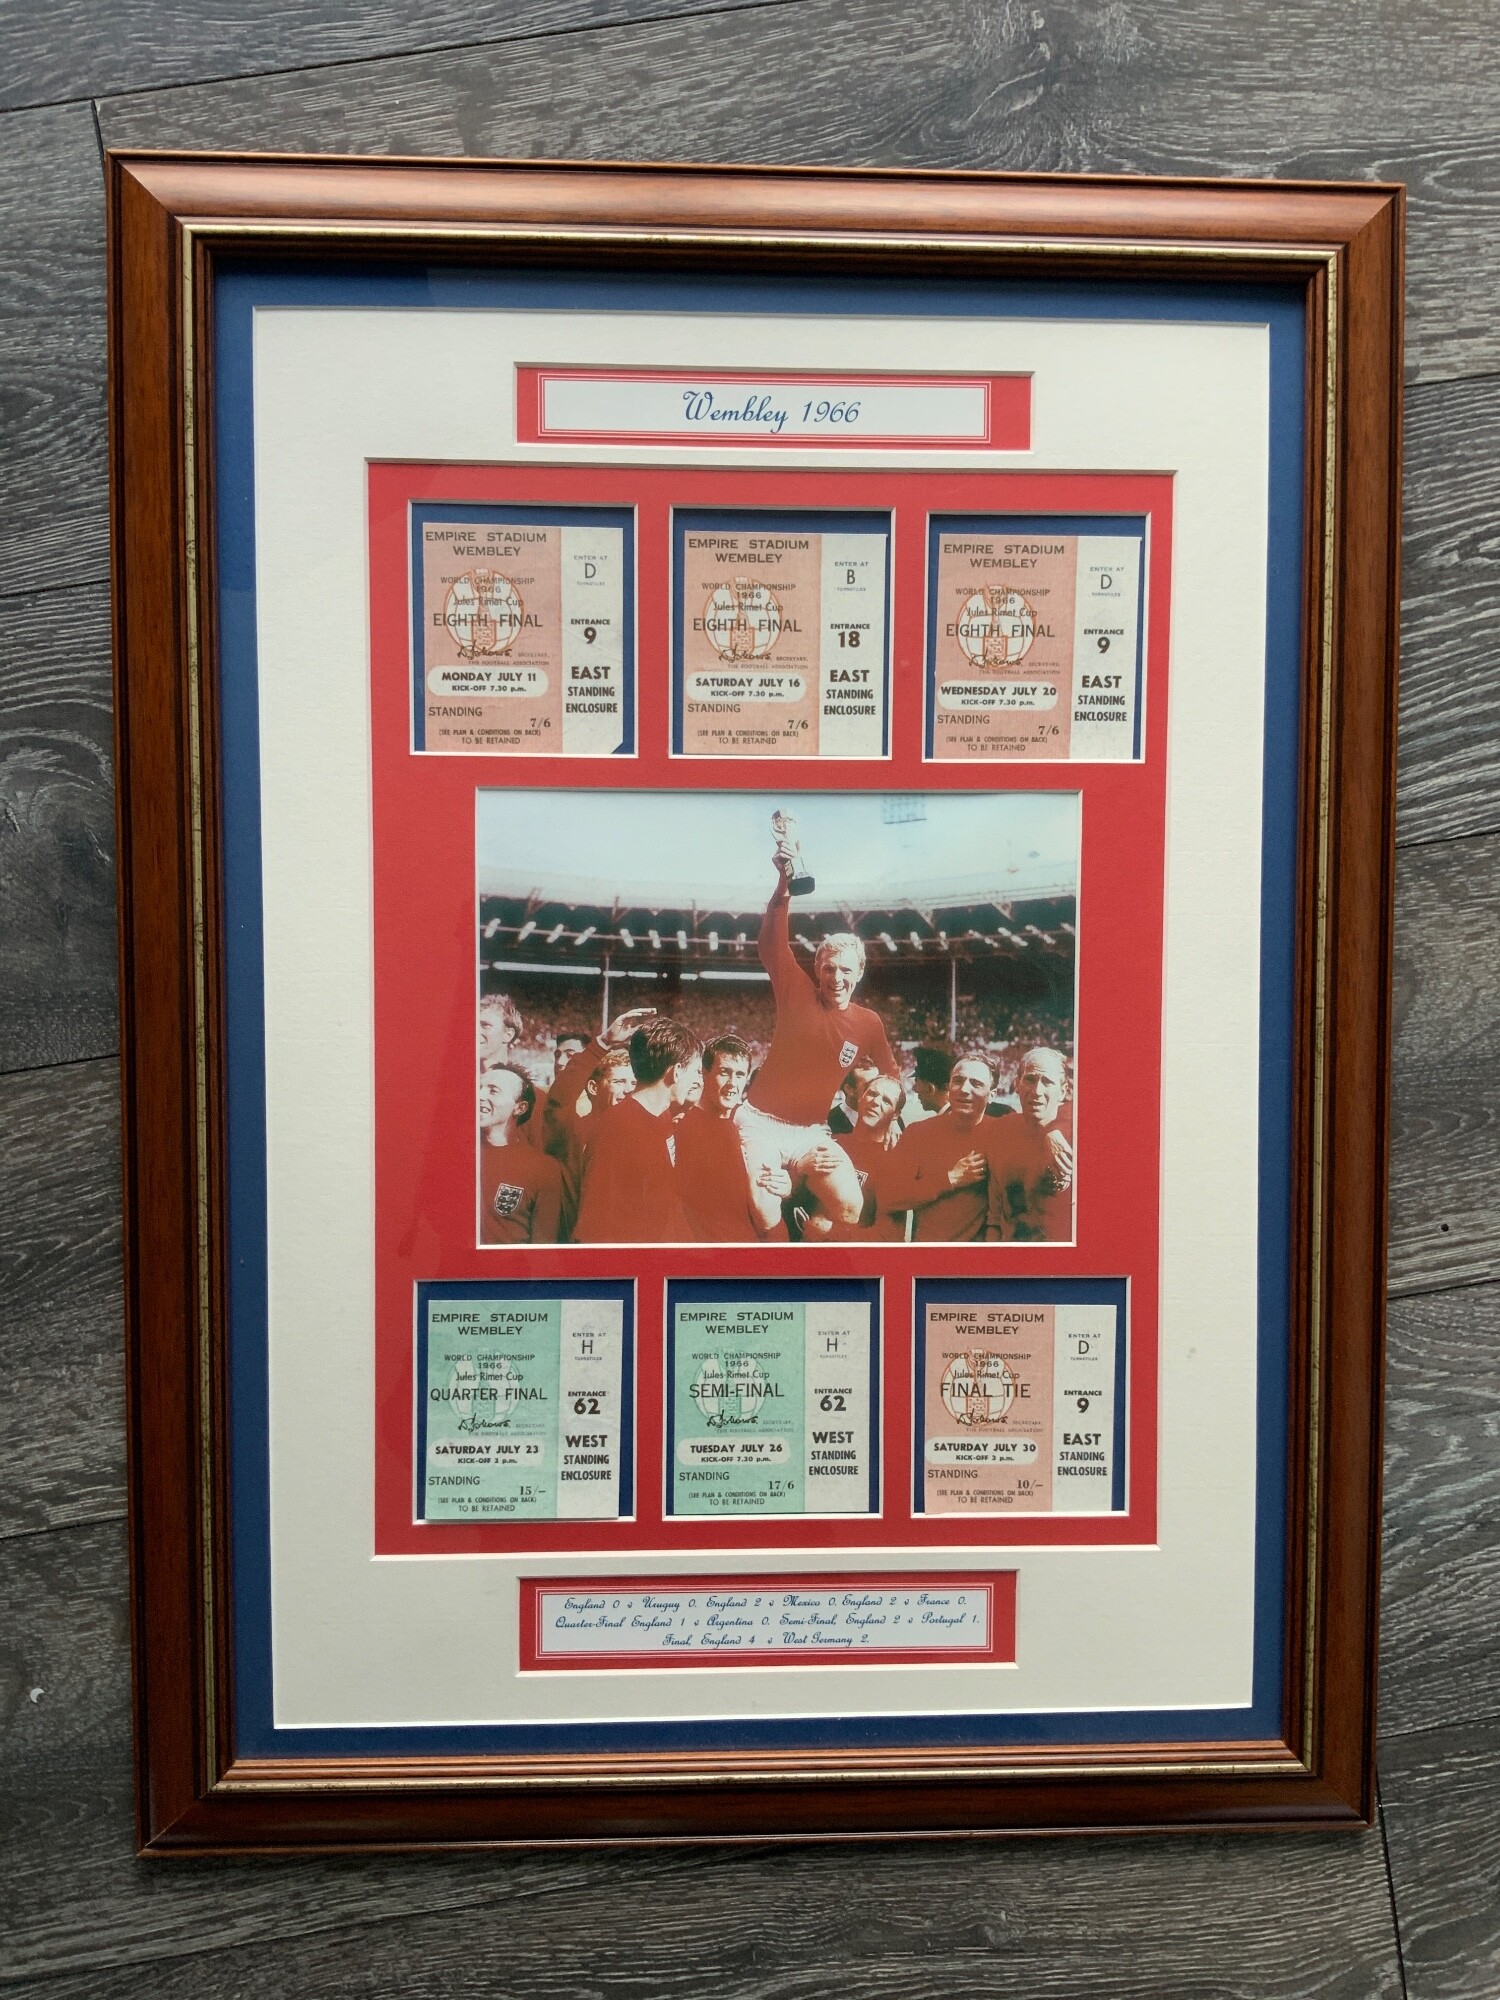 Wembley 1966
EMPIRE STADIUM
WEMBLEY
WORLD CHAMPIONSHIP
1966
Jules Rimet Cup
EIGHTH FINAL
SECRETARY,
THE FOOTBALL ASSOCIATION
MONDAY JULY 11
KICK-OFF 7.30 p.m.
STANDING
7/6
(SEE PLAN & CONDITIONS ON BACK)
TO BE RETAINED
ENTER AT
D
TURNSTILES
ENTRANCE
9
EAST
STANDING
ENCLOSURE
EMPIRE STADIUM
WEMBLEY
WORLD CHAMPIONSHIP
1966
Jules Rimet Cup
EIGHTH FINAL
SECRETARY,
THE FOOTBALL ASSOCIATION
SATURDAY JULY 16
KICK-OFF 7.30 p.m.
STANDING
7/6
(SEE PLAN & CONDITIONS ON BACK)
TO BE RETAINED
ENTER AT
B
TURNSTILES
ENTRANCE
18
EAST
STANDING
ENCLOSURE
EMPIRE STADIUM
WEMBLEY
WORLD CHAMPIONSHIP
1966
Jules Rimet Cup
EIGHTH FINAL
SECRETARY,
THE FOOTBALL ASSOCIATION
WEDNESDAY JULY 20
KICK-OFF 7.30 p.m.
STANDING
7/6
(SEE PLAN & CONDITIONS ON BACK)
TO BE RETAINED
ENTER AT
D
TURNSTILES
ENTRANCE
9
EAST
STANDING
ENCLOSURE
EMPIRE STADIUM
WEMBLEY
WORLD CHAMPIONSHIP
1966
Jules Rimet Cup
QUARTER FINAL
SECRETARY,
THE FOOTBALL ASSOCIATION
SATURDAY JULY 23
KICK-OFF 3 p.m.
STANDING
15/-
(SEE PLAN & CONDITIONS ON BACK)
TO BE RETAINED
ENTER AT
H
TURNSTILES
ENTRANCE
62
WEST
STANDING
ENCLOSURE
EMPIRE STADIUM
WEMBLEY
WORLD CHAMPIONSHIP
1966
Jules Rimet Cup
SEMI-FINAL
SECRETARY,
THE FOOTBALL ASSOCIATION
TUESDAY JULY 26
KICK-OFF 7.30 p.m.
STANDING
17/6
(SEE PLAN & CONDITIONS ON BACK)
TO BE RETAINED
ENTER AT
H
TURNSTILES
ENTRANCE
62
WEST
STANDING
ENCLOSURE
EMPIRE STADIUM
WEMBLEY
WORLD CHAMPIONSHIP
1966
Jules Rimet Cup
FINAL TIE
SECRETARY,
THE FOOTBALL ASSOCIATION
SATURDAY JULY 30
KICK-OFF 3 p.m.
STANDING
10/-
(SEE PLAN & CONDITIONS ON BACK)
TO BE RETAINED
ENTER AT
D
TURNSTILES
ENTRANCE
9
EAST
STANDING
ENCLOSURE
England 0 v Uruguy 0. England 2 v Mexico 0. England 2 v France 0.
Quarter-Final England 1 v Argentina 0. Semi-Final, England 2 v Portugal 1.
Final, England 4 v West Germany 2.